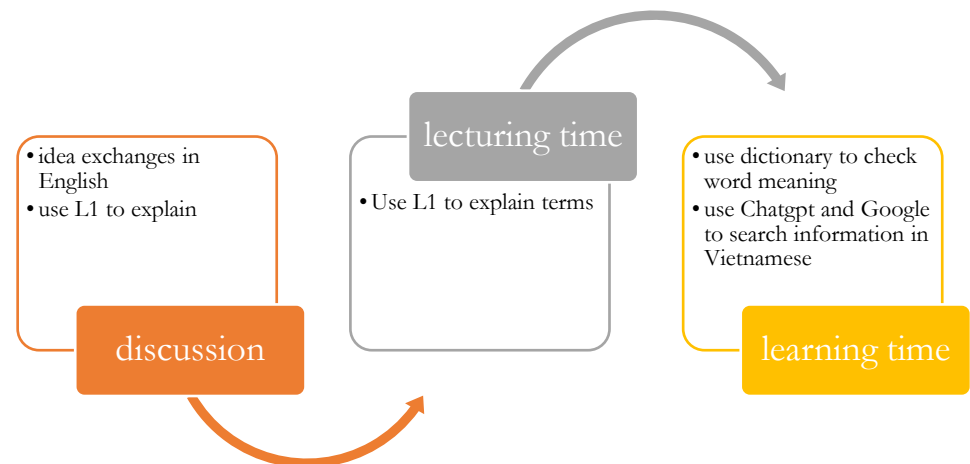 • idea exchanges in
English
• use L1 to explain
discussion
lecturing time
• Use L1 to explain terms
• use dictionary to check
word meaning
• use Chatgpt and Google
to search information in
Vietnamese
learning time